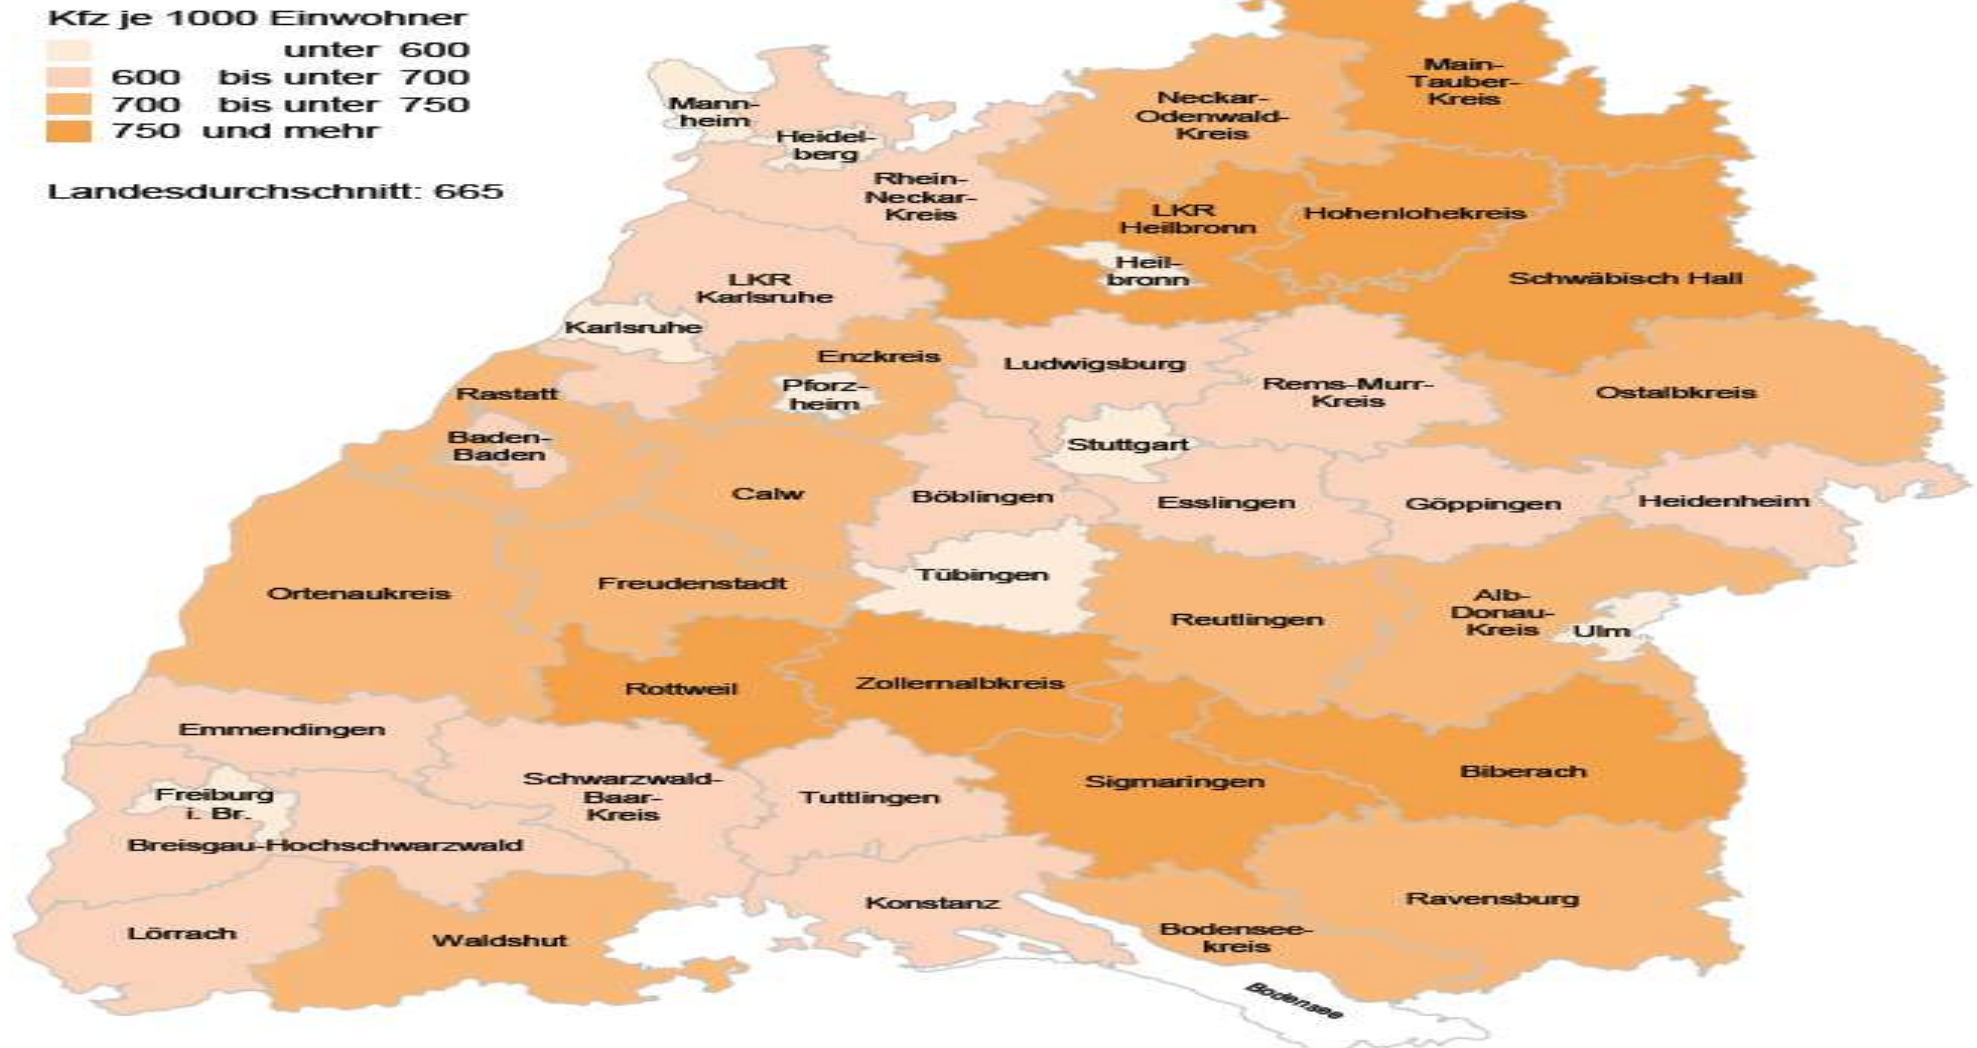 Kfz je 1000 Einwohner
unter 600
600 bis unter 700
700 bis unter 750
750 und mehr
Landesdurchschnitt: 665
Main-
Tauber-
Kreis
Neckar-
Odenwald-
Kreis
Mann-
heim
Heidel-
berg
Rhein-
Neckar-
Kreis
LKR
Heilbronn
Hohenlohekreis
Heil-
bronn
Schwäbisch Hall
LKR
Karlsruhe
Karlsruhe
Enzkreis
Ludwigsburg
Rems-Murr-
Kreis
Ostalbkreis
Rastatt
Pforz-
heim
Baden-
Baden
Stuttgart
Calw
Böblingen
Esslingen
Göppingen
Heidenheim
Tübingen
Ortenaukreis
Freudenstadt
Reutlingen
Alb-
Donau-
Kreis
Ulm
Rottweil
Zollernalbkreis
Emmendingen
Schwarzwald-
Baar-
Kreis
Tuttlingen
Sigmaringen
Biberach
Freiburg
i. Br.
Breisgau-Hochschwarzwald
Lörrach
Waldshut
Konstanz
Bodensee-
kreis
Ravensburg
Bodensee